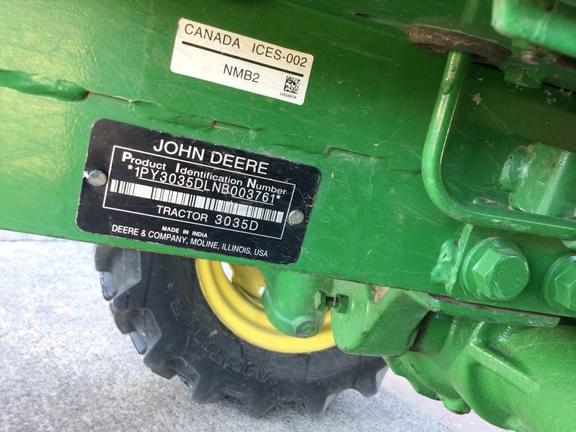 CANADA ICES-002
NMB2
JOHN DEERE
Product Identification Number
*1PY3035DLNB003761*
TRACTOR 3035D
MADE IN INDIA
DEERE & COMPANY, MOLINE, ILLINOIS, USA